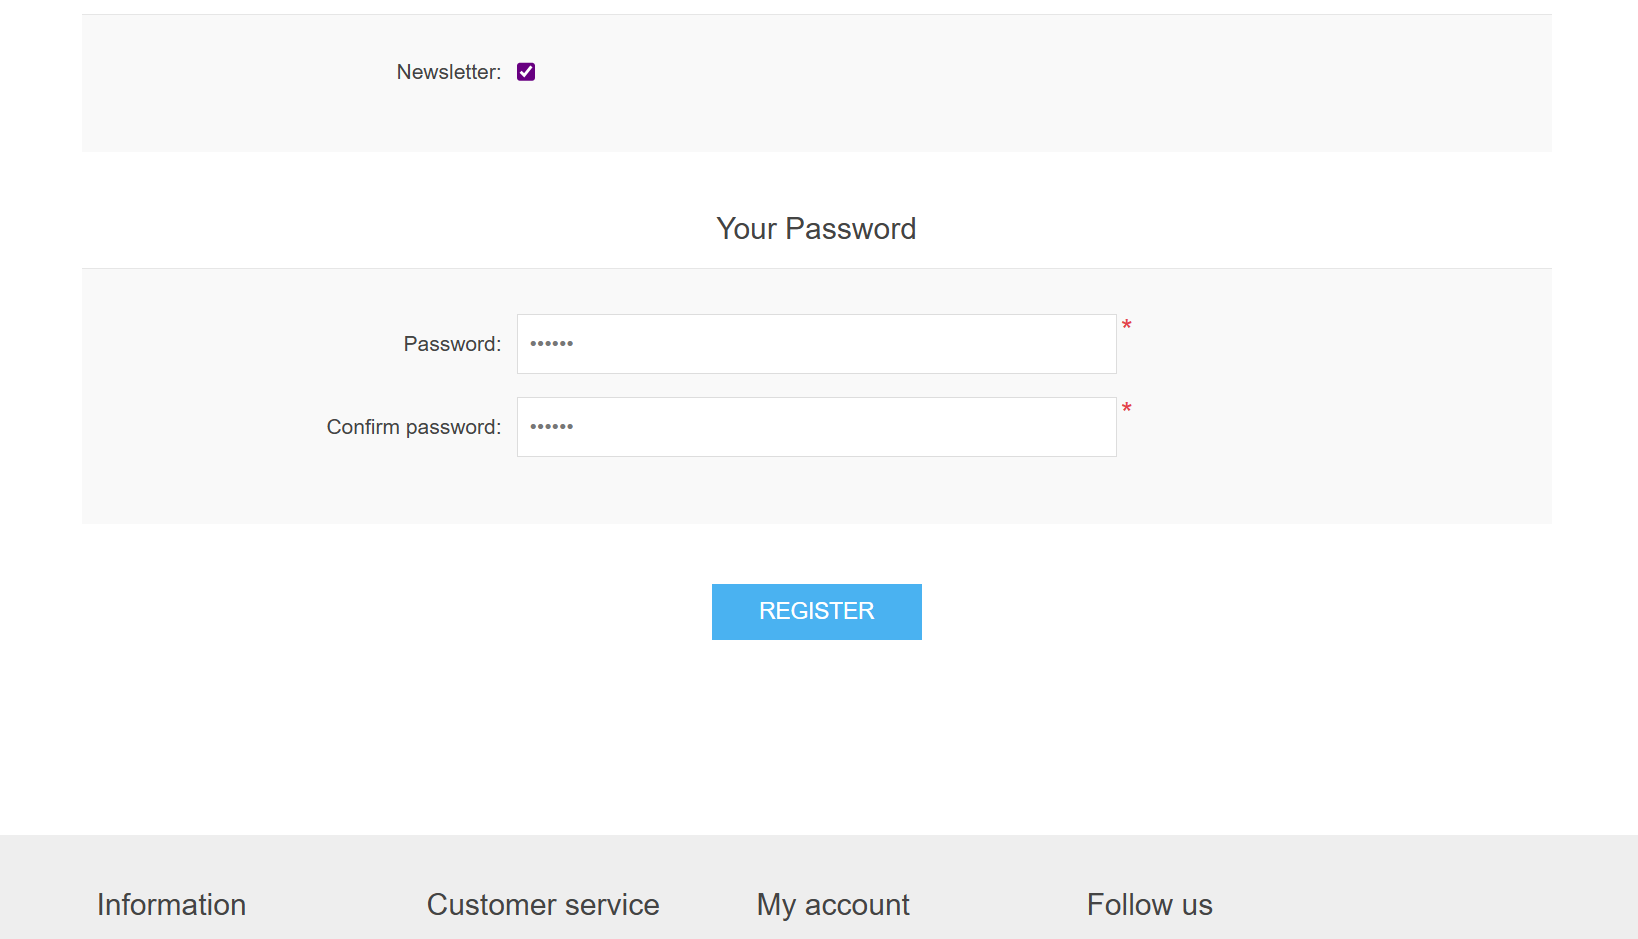 Newsletter:
Your Password
Password: •••••• *
Confirm password: •••••• *
REGISTER
Information Customer service My account Follow us